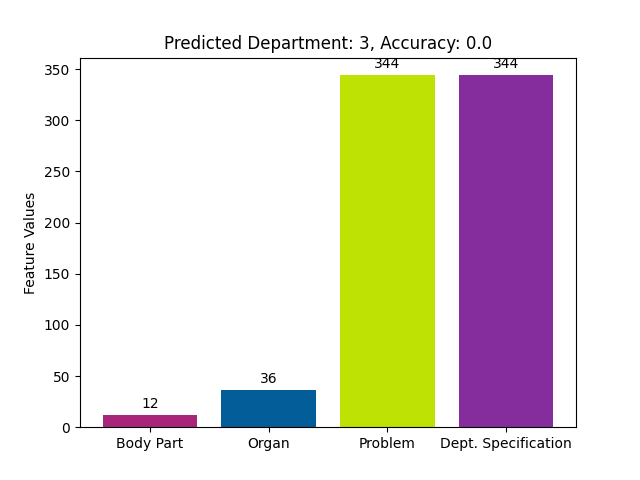 Predicted Department: 3, Accuracy: 0.0
350
300
250
200
150
100
50
0
Feature Values
12
36
344
344
Body Part
Organ
Problem
Dept. Specification